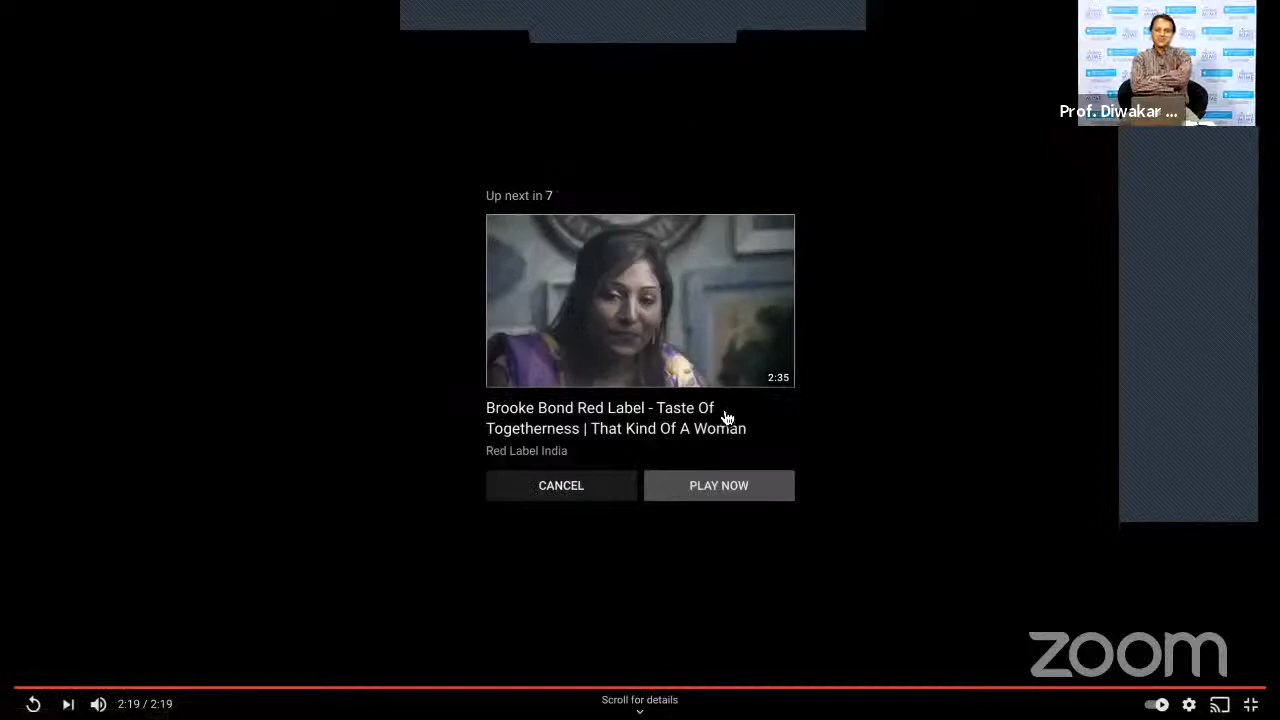 Prof. Diwakar ...
Up next in 7
2:35
Brooke Bond Red Label - Taste Of
Togetherness | That Kind Of A Woman
Red Label India
CANCEL
PLAY NOW
zoom
2:19 / 2:19
Scroll for details